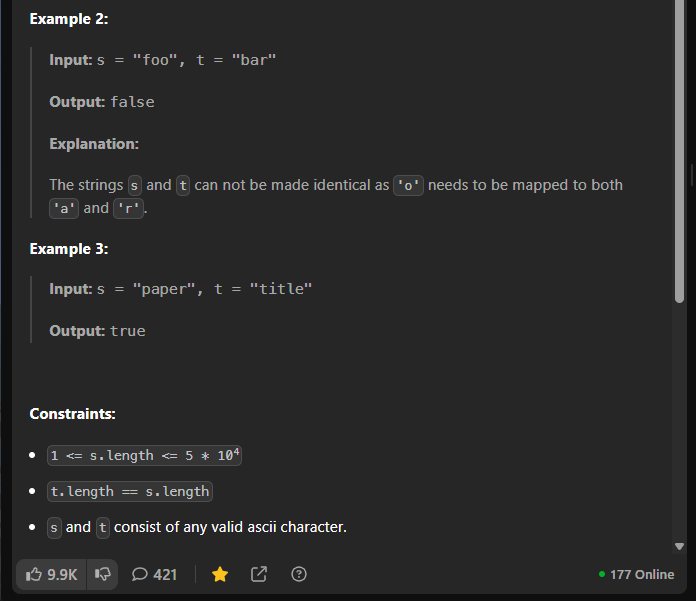 Example 2:
Input: s = "foo", t = "bar"
Output: false
Explanation:
The strings s and t can not be made identical as 'o' needs to be mapped to both
'a' and 'r'.
Example 3:
Input: s = "paper", t = "title"
Output: true
Constraints:
1 <= s.length <= 5 * 10⁴
t.length == s.length
s and t consist of any valid ascii character.
9.9K 421 177 Online